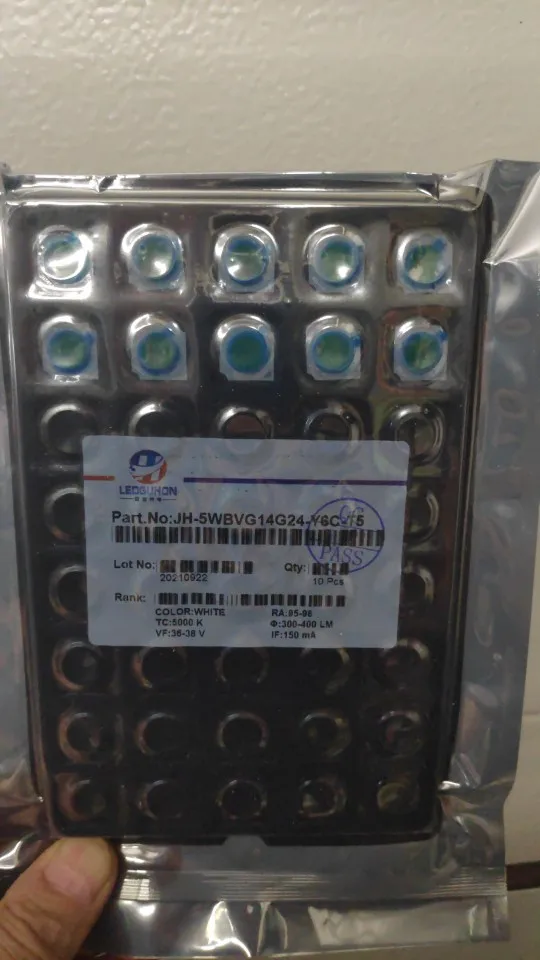 LEDGUHON
Part.No:JH-5WBVG14G24-Y6C-T5
QC
PASS
Lot No:
20210922
Qty:
10 Pcs
Rank:
COLOR:WHITE
RA:95-98
TC:5000 K
Φ:300-400 LM
VF:36-38 V
IF:150 mA